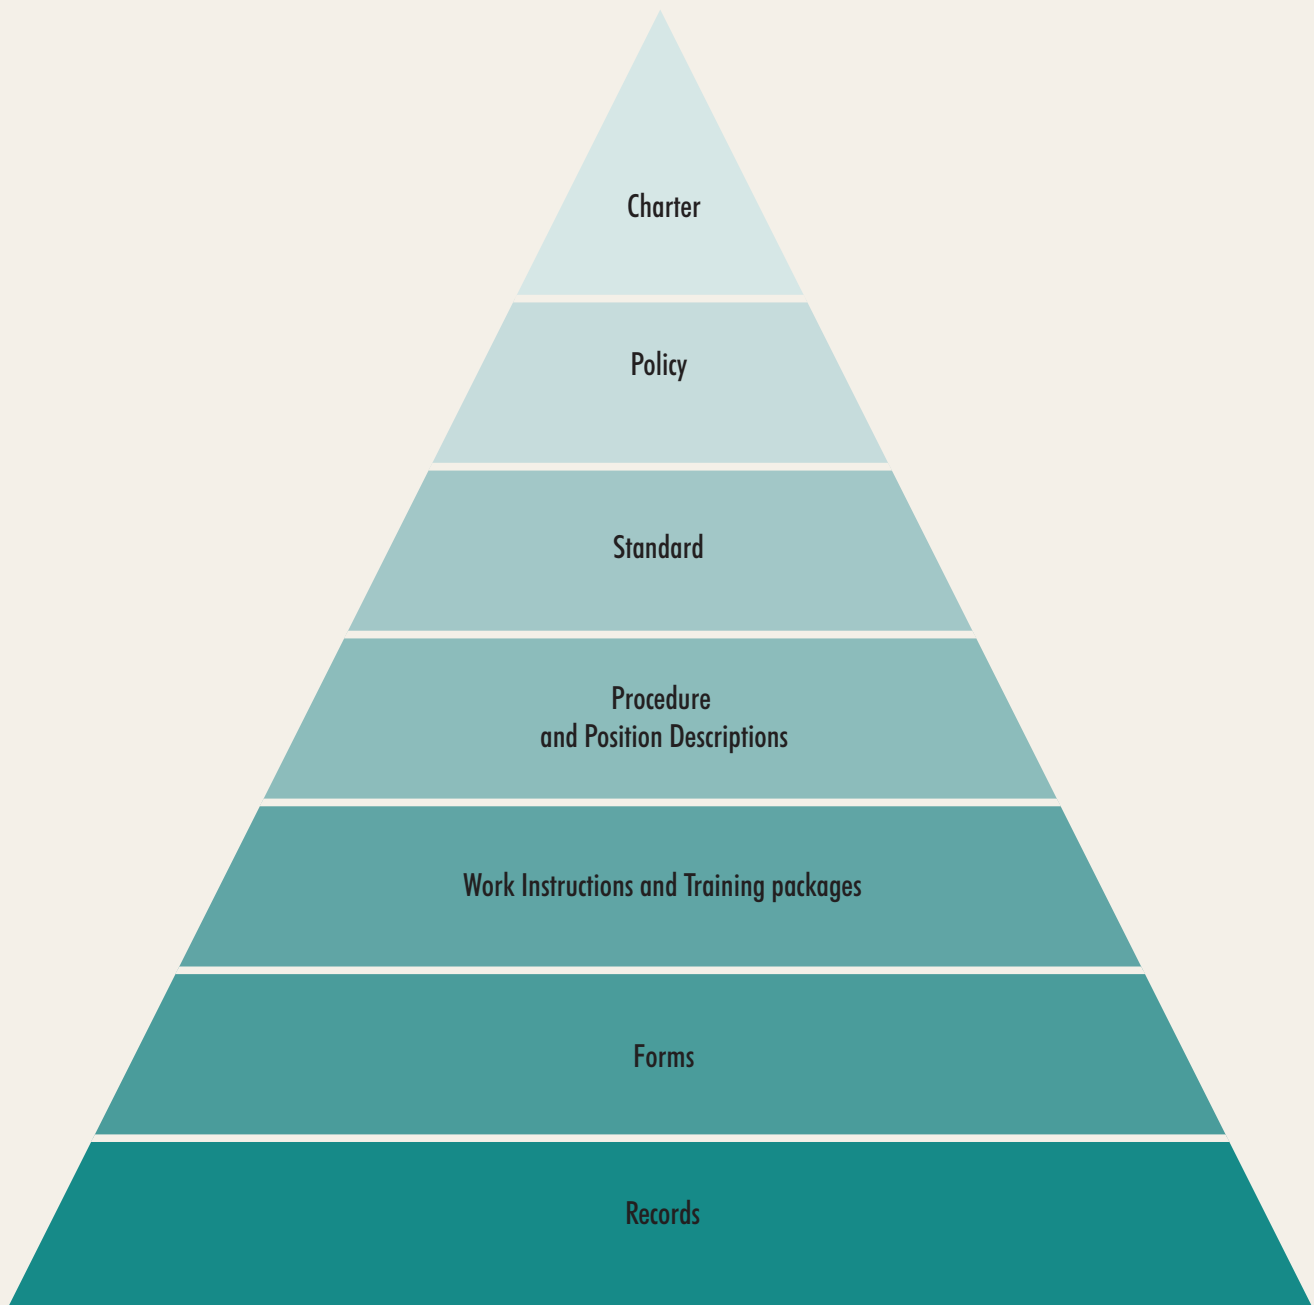 Charter
Policy
Standard
Procedure
and Position Descriptions
Work Instructions and Training packages
Forms
Records